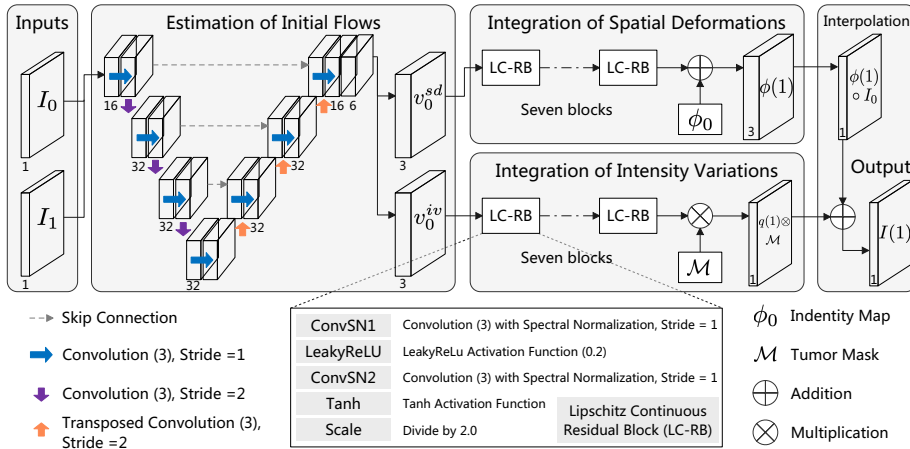 Inputs
Estimation of Initial Flows
Integration of Spatial Deformations
Interpolation
I₀
1
I₁
1
16
32
32
32
32
32
16 6
v₀ˢᵈ
3
v₀ⁱᵛ
3
LC-RB
LC-RB
Seven blocks
ϕ₀
ϕ(1)
3
ϕ(1)
∘ I₀
1
Integration of Intensity Variations
LC-RB
LC-RB
Seven blocks
ℳ
q(1)⊗
ℳ
1
Output
I(1)
1
Skip Connection
Convolution (3), Stride =1
Convolution (3), Stride =2
Transposed Convolution (3),
Stride =2
ConvSN1 Convolution (3) with Spectral Normalization, Stride = 1
LeakyReLU LeakyReLu Activation Function (0.2)
ConvSN2 Convolution (3) with Spectral Normalization, Stride = 1
Tanh Tanh Activation Function
Scale Divide by 2.0
Lipschitz Continuous
Residual Block (LC-RB)
ϕ₀ Indentity Map
ℳ Tumor Mask
Addition
Multiplication